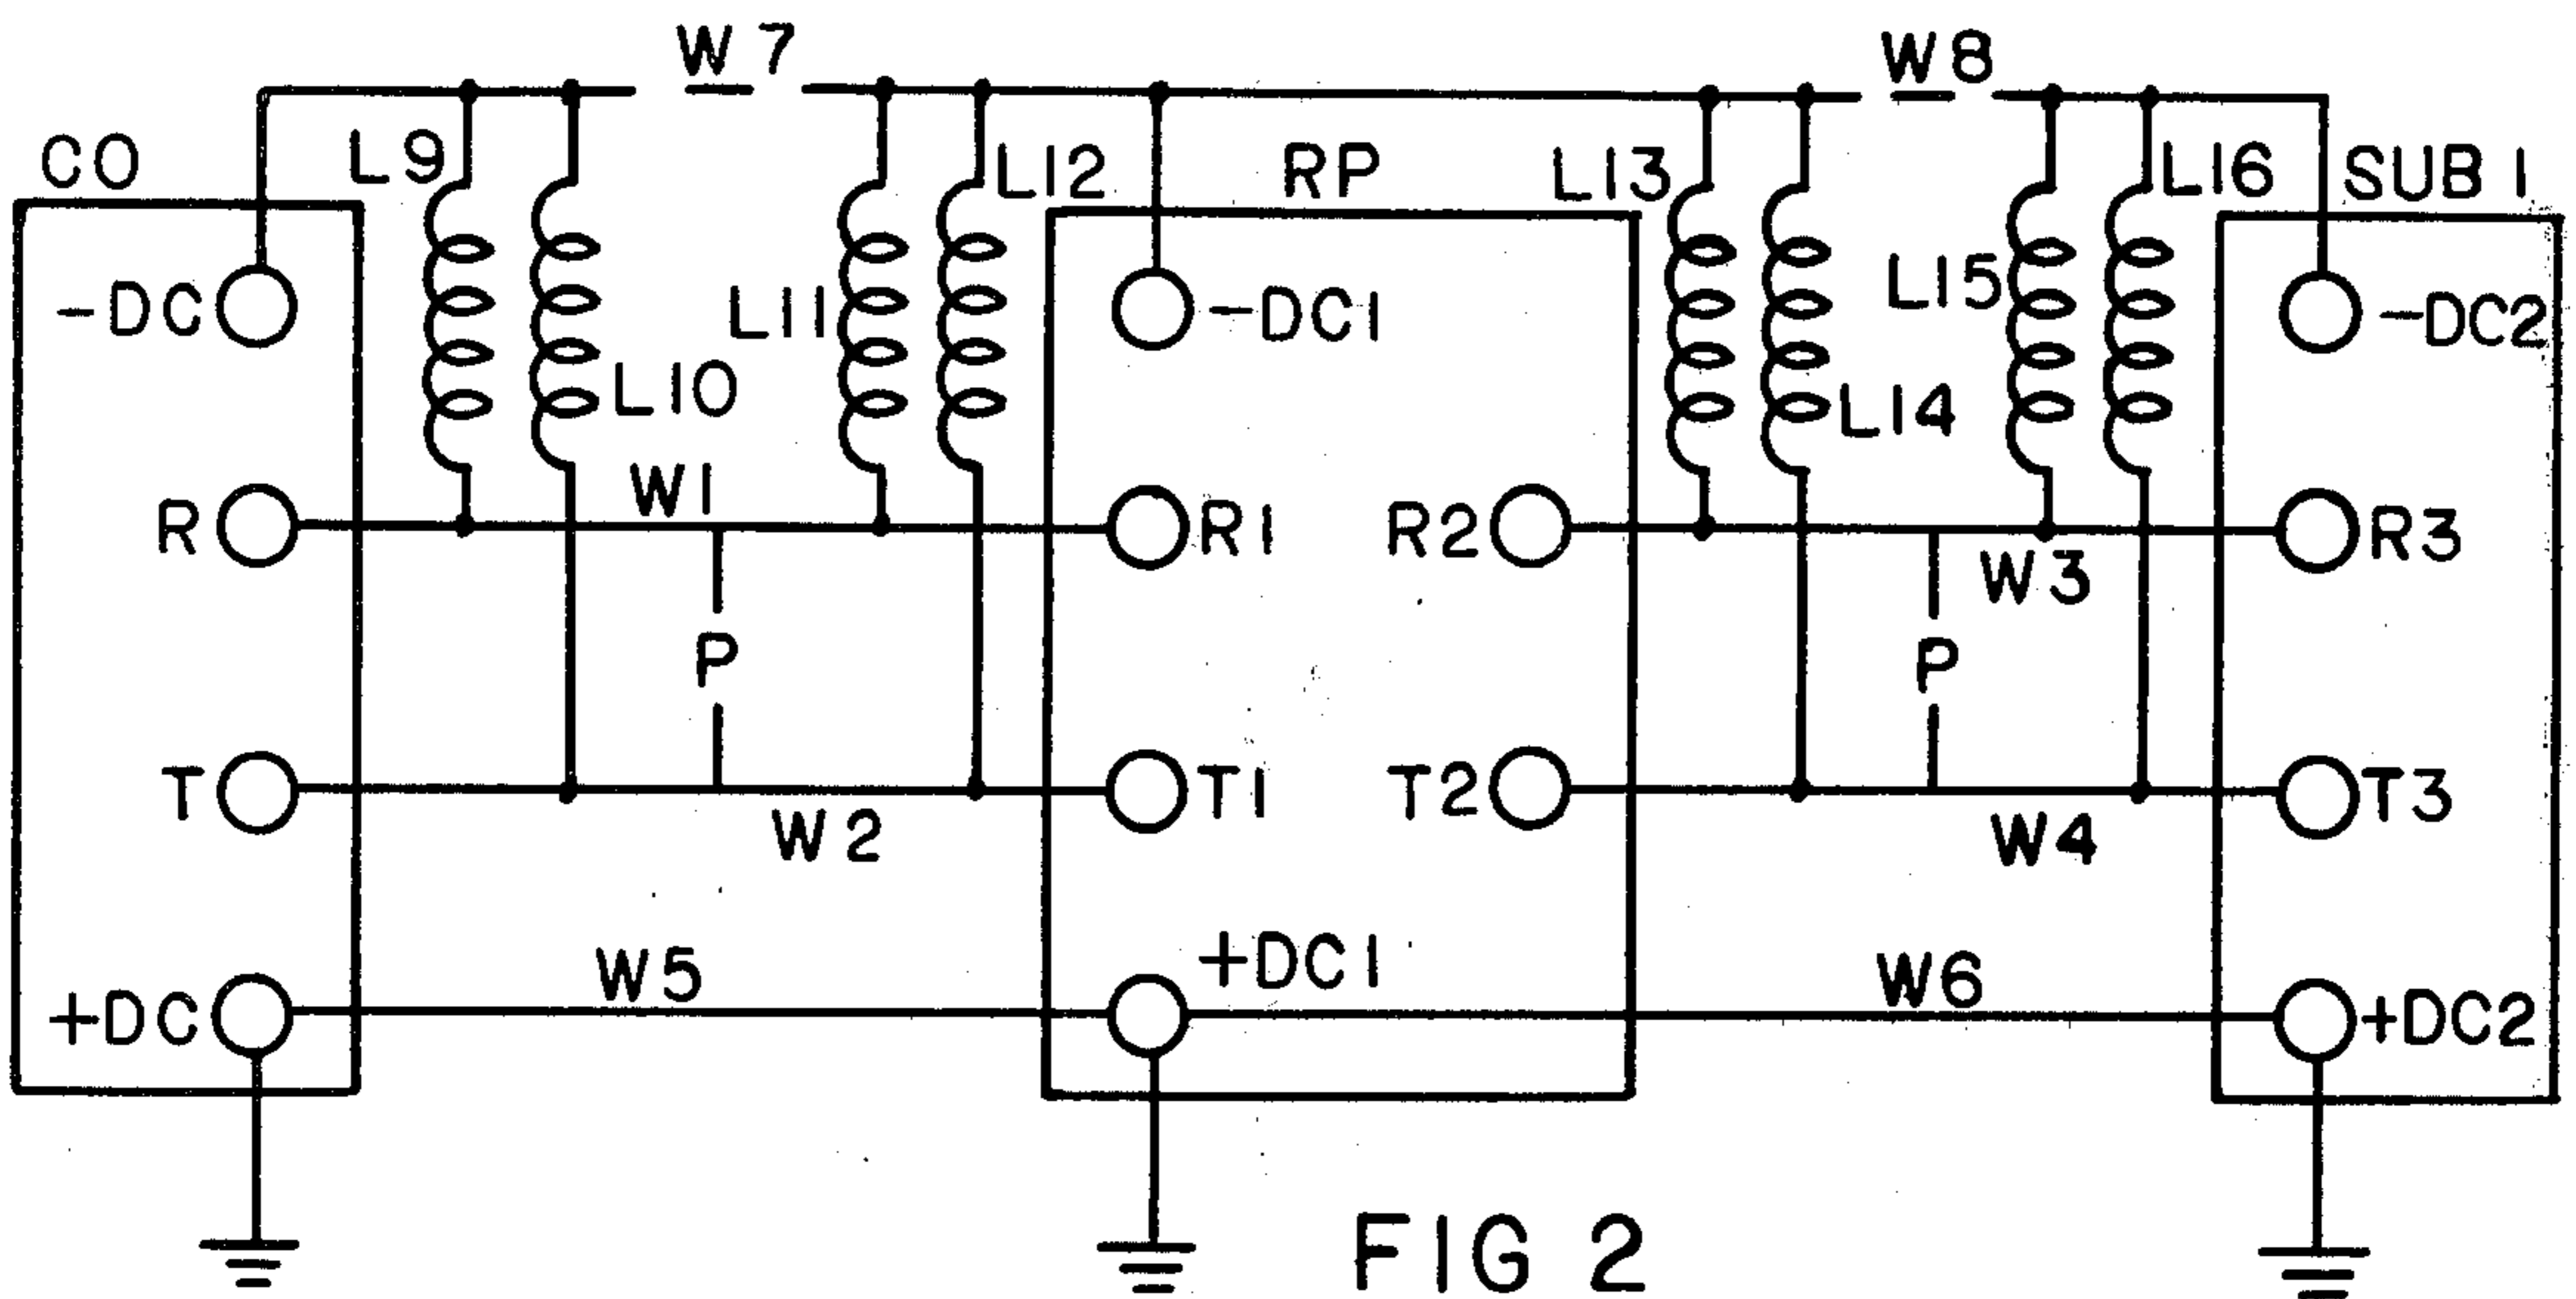 W7
W8
CO
L9
L12
RP
L13
L16
SUB 1
-DC
L11
L10
-DC1
L15
L14
-DC2
R
W1
R1
R2
W3
R3
P
P
T
W2
T1
T2
W4
T3
+DC
W5
+DC1
W6
+DC2
FIG 2